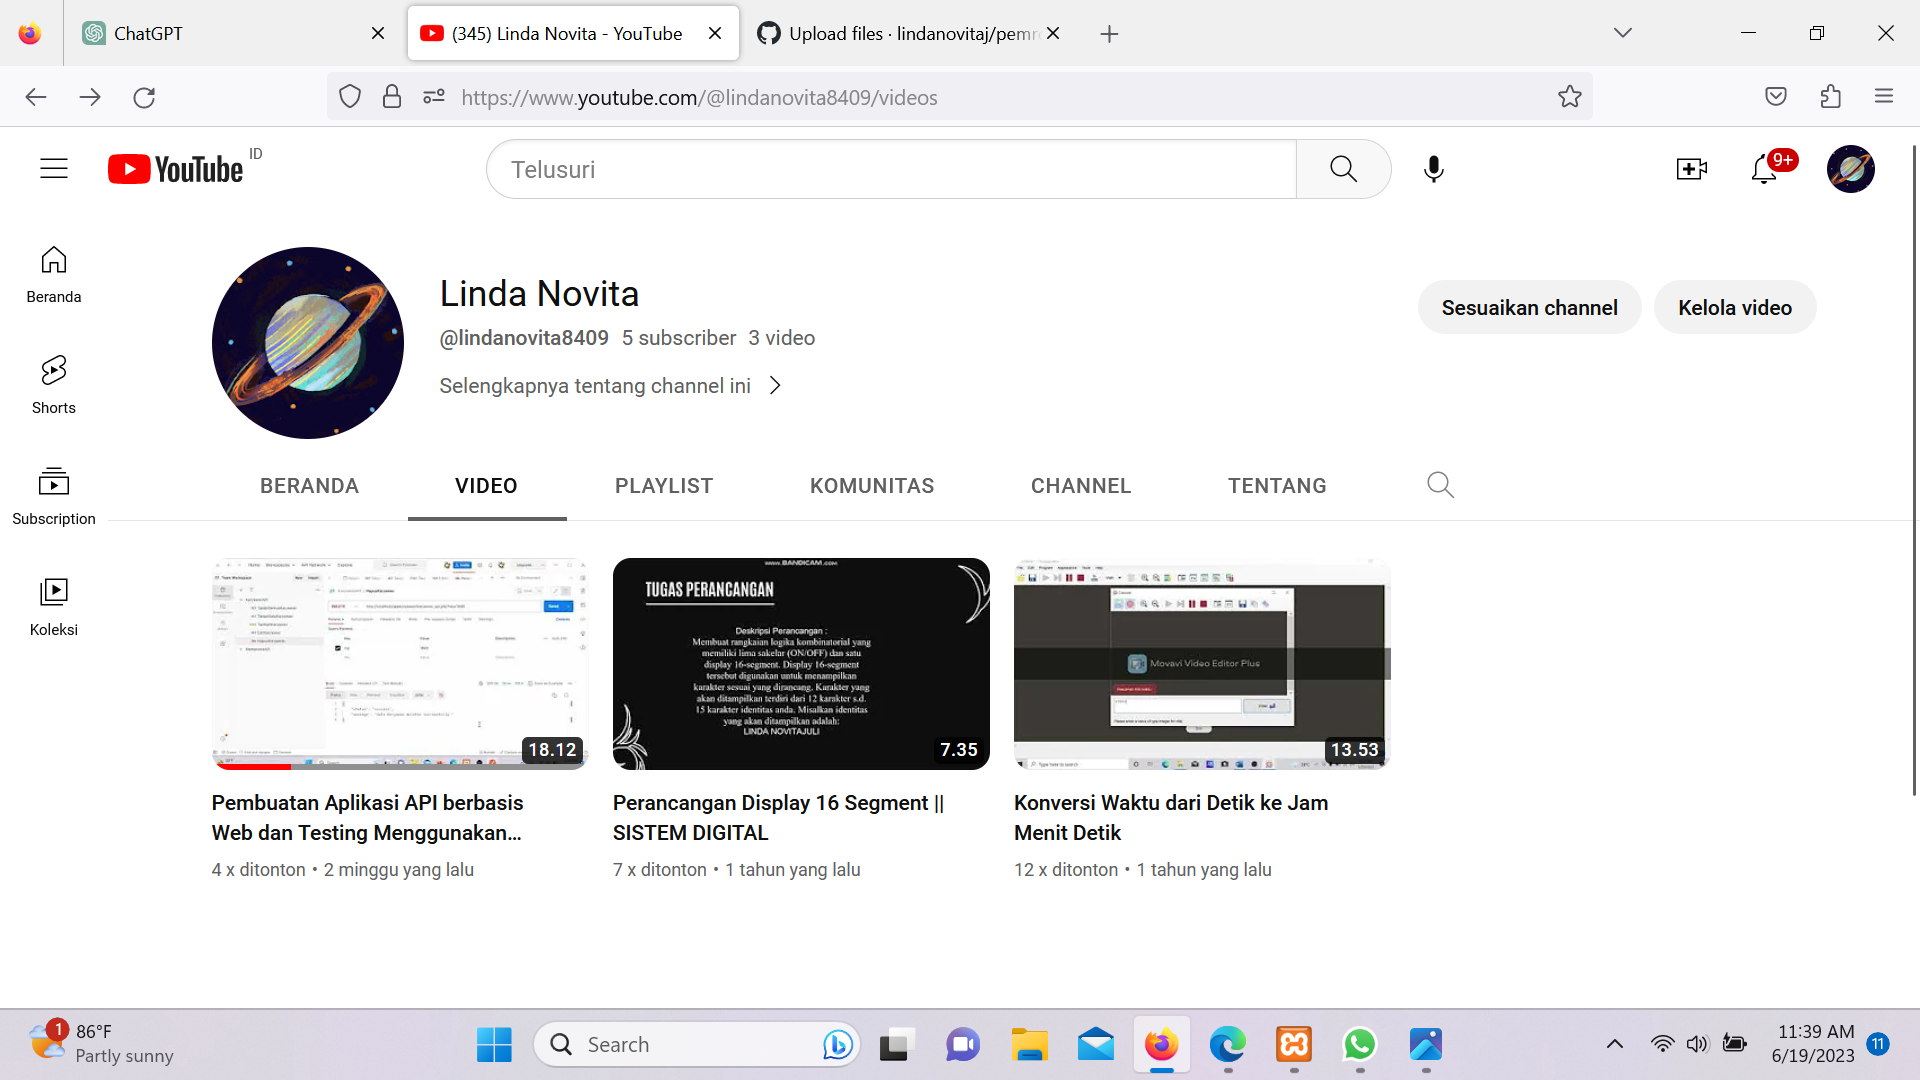 ChatGPT
(345) Linda Novita - YouTube
Upload files · lindanovitaj/pemr
https://www.youtube.com/@lindanovita8409/videos
YouTube ID
Telusuri
9+
Beranda
Shorts
Subscription
Koleksi
Linda Novita
@lindanovita8409 5 subscriber 3 video
Selengkapnya tentang channel ini
Sesuaikan channel
Kelola video
BERANDA VIDEO PLAYLIST KOMUNITAS CHANNEL TENTANG
18.12
Pembuatan Aplikasi API berbasis
Web dan Testing Menggunakan...
4 x ditonton • 2 minggu yang lalu
www.BANDICAM.com
TUGAS PERANCANGAN
Deskripsi Perancangan :
Membuat rangkaian logika kombinatorial yang
memiliki lima sakelar (ON/OFF) dan satu
display 16-segment. Display 16-segment
tersebut digunakan untuk menampilkan
karakter sesuai yang dirancang. Karakter yang
akan ditampilkan terdiri dari 12 karakter s.d.
15 karakter identitas anda. Misalkan identitas
yang akan ditampilkan adalah:
LINDA NOVITAJULI
7.35
Perancangan Display 16 Segment ||
SISTEM DIGITAL
7 x ditonton • 1 tahun yang lalu
Movavi Video Editor Plus
Type here to search
13.53
Konversi Waktu dari Detik ke Jam
Menit Detik
12 x ditonton • 1 tahun yang lalu
1
86°F
Partly sunny
Search
11:39 AM
6/19/2023
11